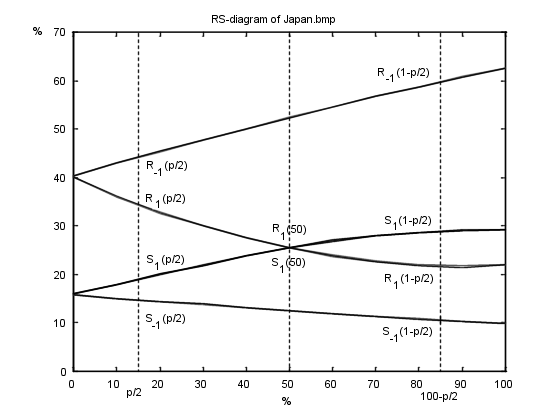 RS-diagram of Japan.bmp
%
70
60
50
40
30
20
10
0
R-1(1-p/2)
R-1(p/2)
R1(p/2)
R1(50)
S1(1-p/2)
S1(p/2)
S1(50)
R1(1-p/2)
S-1(p/2)
S-1(1-p/2)
0 10 20 30 40 50 60 70 80 90 100
p/2 % 100-p/2